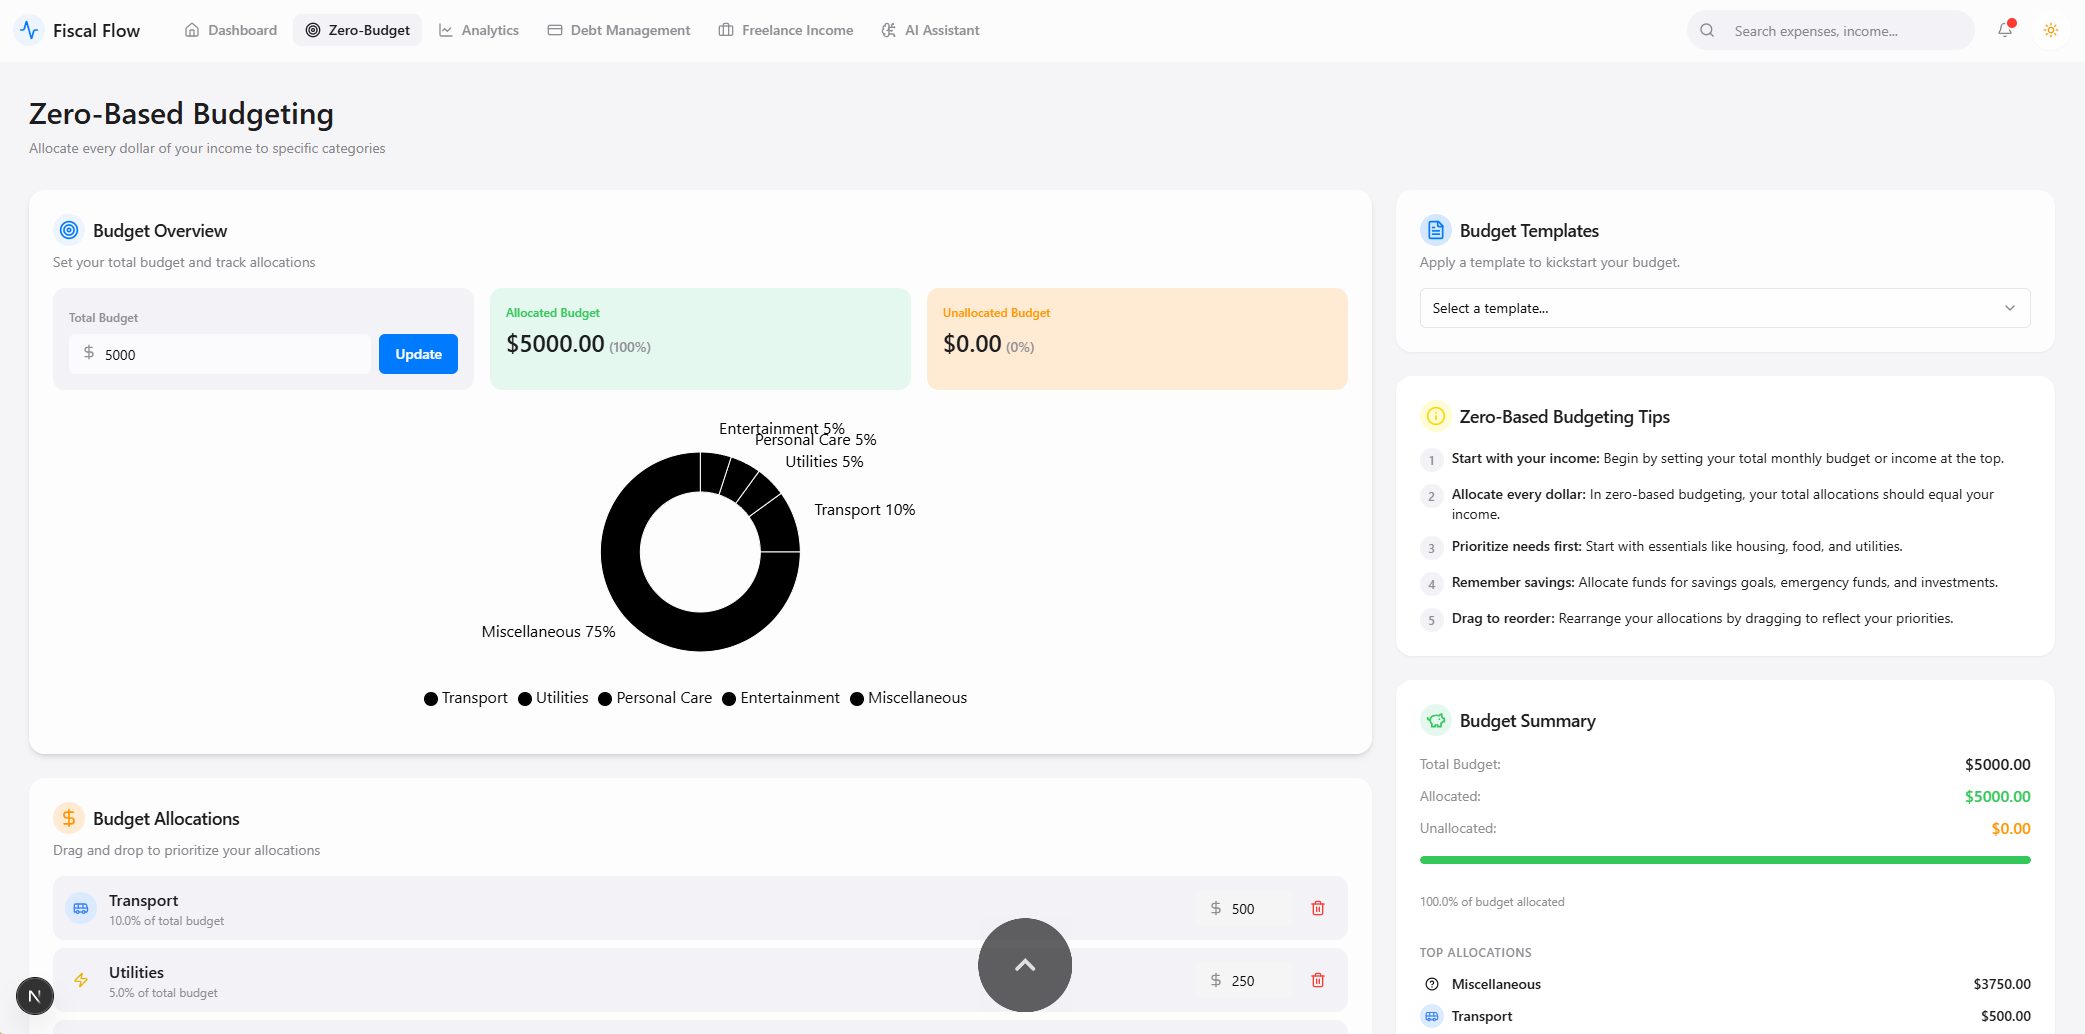 Fiscal Flow
Dashboard
Zero-Budget
Analytics
Debt Management
Freelance Income
AI Assistant
Search expenses, income...
Zero-Based Budgeting
Allocate every dollar of your income to specific categories
Budget Overview
Set your total budget and track allocations
Total Budget
$ 5000
Update
Allocated Budget
$5000.00 (100%)
Unallocated Budget
$0.00 (0%)
Entertainment 5%
Personal Care 5%
Utilities 5%
Transport 10%
Miscellaneous 75%
Transport Utilities Personal Care Entertainment Miscellaneous
Budget Allocations
Drag and drop to prioritize your allocations
Transport
10.0% of total budget
$ 500
Utilities
5.0% of total budget
$ 250
N
Budget Templates
Apply a template to kickstart your budget.
Select a template...
Zero-Based Budgeting Tips
1 Start with your income: Begin by setting your total monthly budget or income at the top.
2 Allocate every dollar: In zero-based budgeting, your total allocations should equal your
income.
3 Prioritize needs first: Start with essentials like housing, food, and utilities.
4 Remember savings: Allocate funds for savings goals, emergency funds, and investments.
5 Drag to reorder: Rearrange your allocations by dragging to reflect your priorities.
Budget Summary
Total Budget: $5000.00
Allocated: $5000.00
Unallocated: $0.00
100.0% of budget allocated
TOP ALLOCATIONS
Miscellaneous $3750.00
Transport $500.00